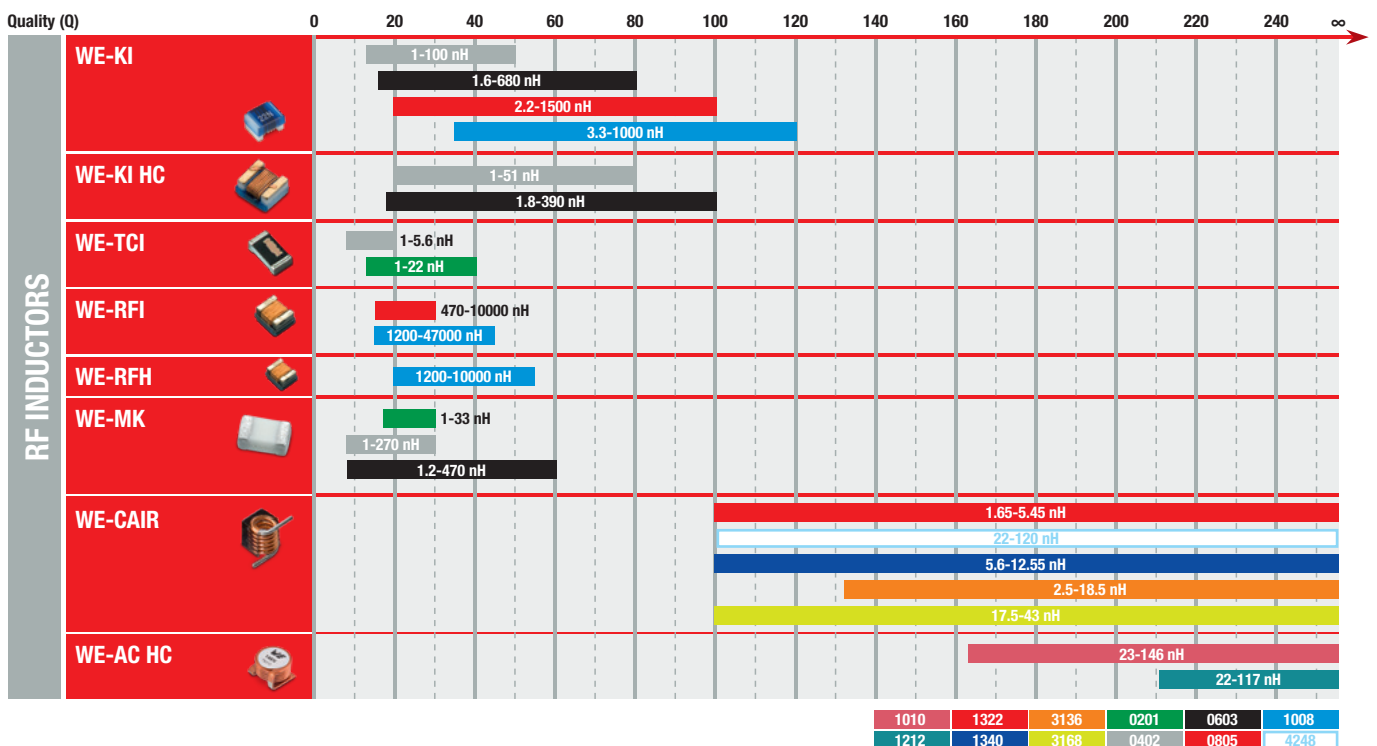 Quality (Q) 0 20 40 60 80 100 120 140 160 180 200 220 240 ∞
RF INDUCTORS
WE-KI
1-100 nH
1.6-680 nH
2.2-1500 nH
3.3-1000 nH
WE-KI HC
1-51 nH
1.8-390 nH
WE-TCI
1-5.6 nH
1-22 nH
WE-RFI
470-10000 nH
1200-47000 nH
WE-RFH
1200-10000 nH
WE-MK
1-33 nH
1-270 nH
1.2-470 nH
WE-CAIR
1.65-5.45 nH
22-120 nH
5.6-12.55 nH
2.5-18.5 nH
17.5-43 nH
WE-AC HC
23-146 nH
22-117 nH
1010 1322 3136 0201 0603 1008
1212 1340 3168 0402 0805 4248